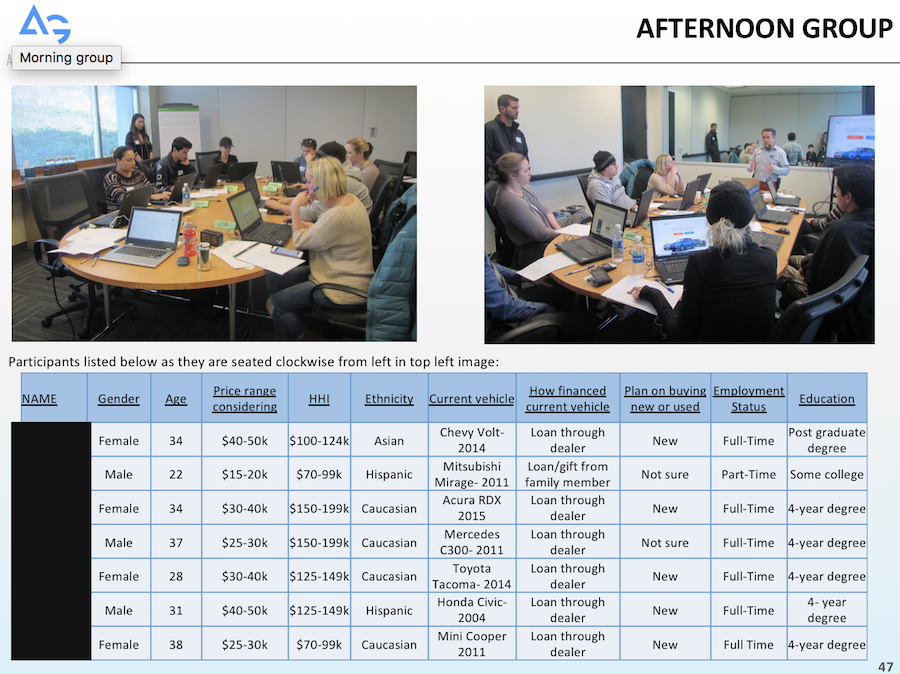 AG
AFTERNOON GROUP
Morning group
LISA
Participants listed below as they are seated clockwise from left in top left image:
NAME Gender Age Price range considering HHI Ethnicity Current vehicle How financed current vehicle Plan on buying new or used Employment Status Education
Female 34 $40-50k $100-124k Asian Chevy Volt- 2014 Loan through dealer New Full-Time Post graduate degree
Male 22 $15-20k $70-99k Hispanic Mitsubishi Mirage- 2011 Loan/gift from family member Not sure Part-Time Some college
Female 34 $30-40k $150-199k Caucasian Acura RDX 2015 Loan through dealer New Full-Time 4-year degree
Male 37 $25-30k $150-199k Caucasian Mercedes C300- 2011 Loan through dealer Not sure Full-Time 4-year degree
Female 28 $30-40k $125-149k Caucasian Toyota Tacoma- 2014 Loan through dealer New Full-Time 4-year degree
Male 31 $40-50k $125-149k Hispanic Honda Civic- 2004 Loan through dealer New Full-Time 4- year degree
Female 38 $25-30k $70-99k Caucasian Mini Cooper 2011 Loan through dealer New Full Time 4-year degree
47